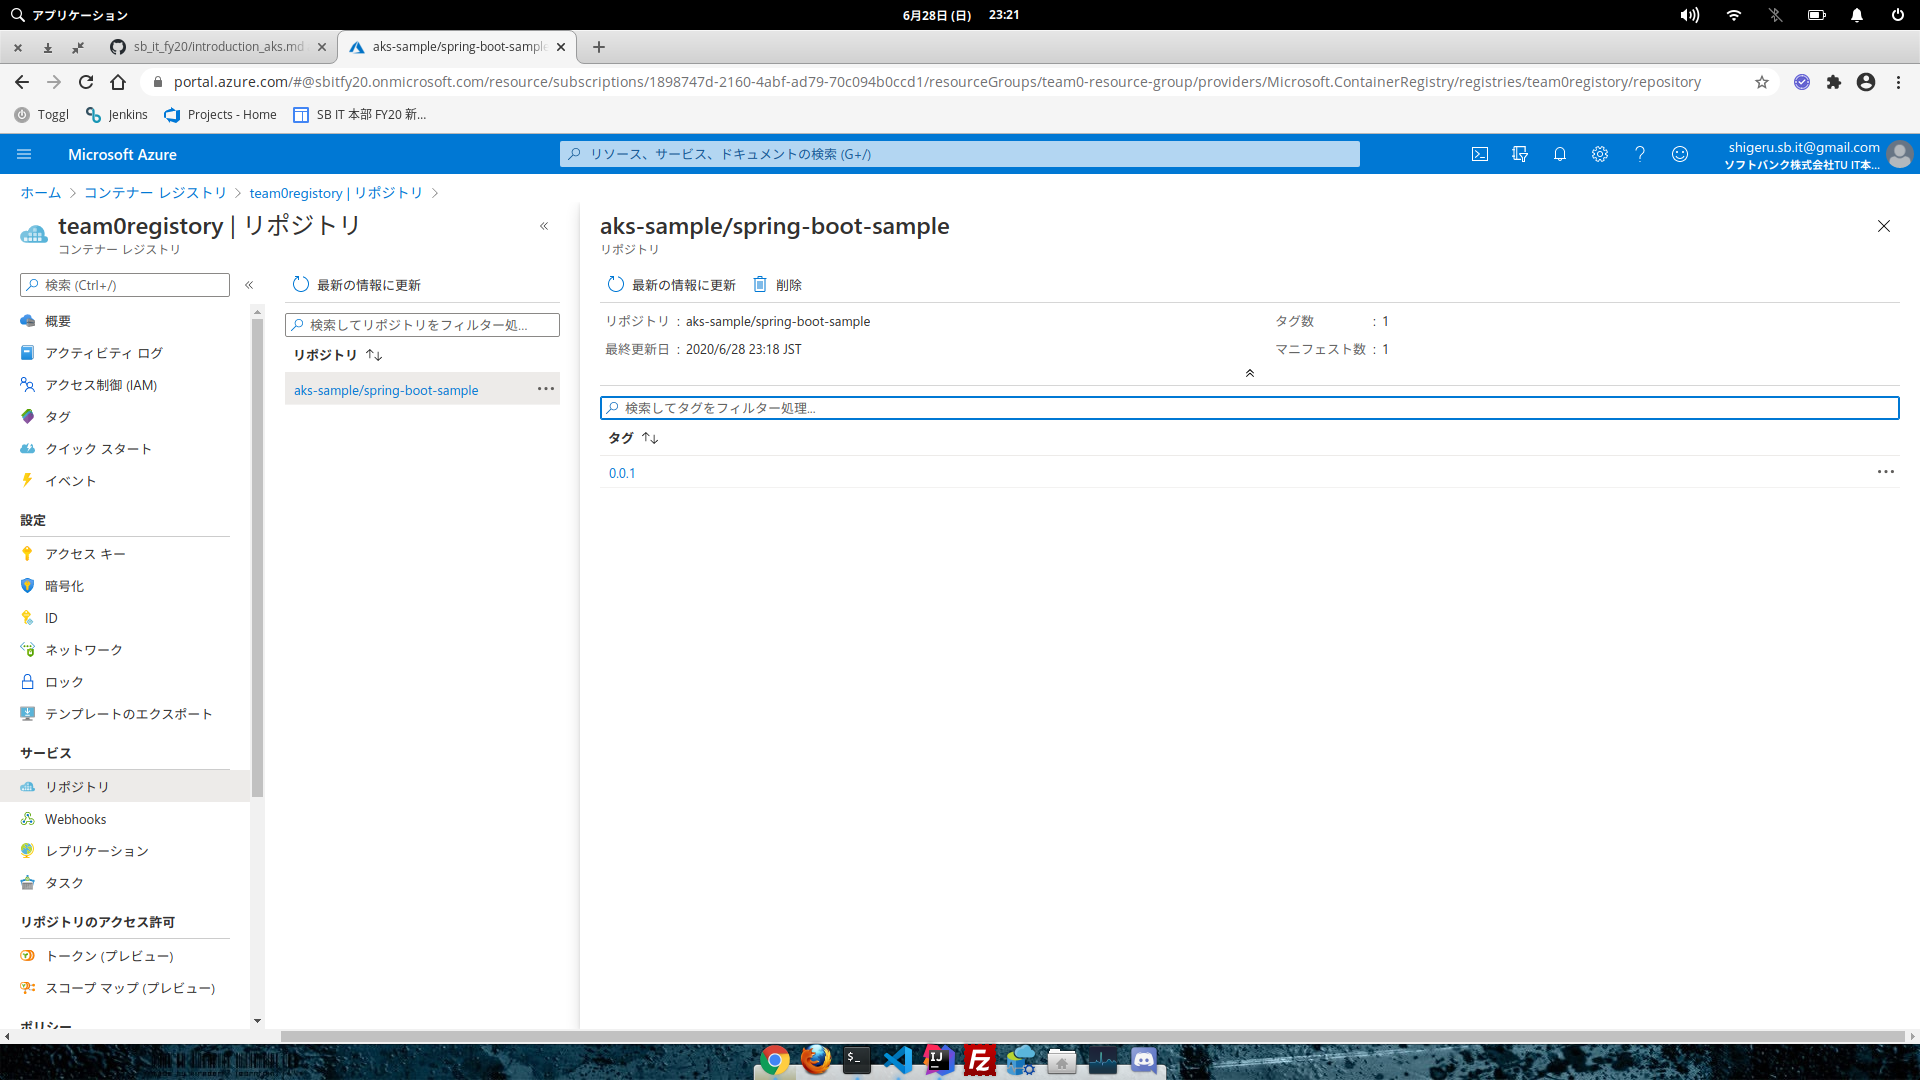 アプリケーション
6月28日 (日) 23:21
sb_it_fy20/introduction_aks.md
aks-sample/spring-boot-sample
portal.azure.com/#@sbitfy20.onmicrosoft.com/resource/subscriptions/1898747d-2160-4abf-ad79-70c094b0ccd1/resourceGroups/team0-resource-group/providers/Microsoft.ContainerRegistry/registries/team0registory/repository
Toggl
Jenkins
Projects - Home
SB IT 本部 FY20 新...
Microsoft Azure
リソース、サービス、ドキュメントの検索 (G+/)
shigeru.sb.it@gmail.com
ソフトバンク株式会社TU IT本...
ホーム
コンテナー レジストリ
team0registory | リポジトリ
team0registory | リポジトリ
コンテナー レジストリ
検索 (Ctrl+/)
概要
アクティビティ ログ
アクセス制御 (IAM)
タグ
クイック スタート
イベント
設定
アクセス キー
暗号化
ID
ネットワーク
ロック
テンプレートのエクスポート
サービス
リポジトリ
Webhooks
レプリケーション
タスク
リポジトリのアクセス許可
トークン (プレビュー)
スコープ マップ (プレビュー)
ポリシー
最新の情報に更新
検索してリポジトリをフィルター処...
リポジトリ
aks-sample/spring-boot-sample
aks-sample/spring-boot-sample
リポジトリ
最新の情報に更新
削除
リポジトリ : aks-sample/spring-boot-sample
最終更新日 : 2020/6/28 23:18 JST
タグ数 : 1
マニフェスト数 : 1
検索してタグをフィルター処理...
タグ
0.0.1